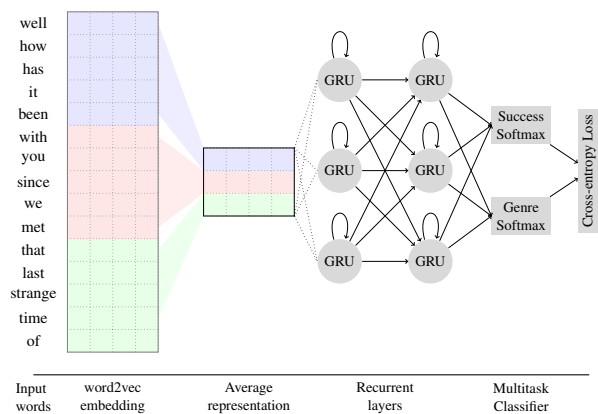 well
how
has
it
been
with
you
since
we
met
that
last
strange
time
of
GRU
GRU
GRU
GRU
GRU
GRU
Success
Softmax
Genre
Softmax
Cross-entropy Loss
Input
words
word2vec
embedding
Average
representation
Recurrent
layers
Multitask
Classifier